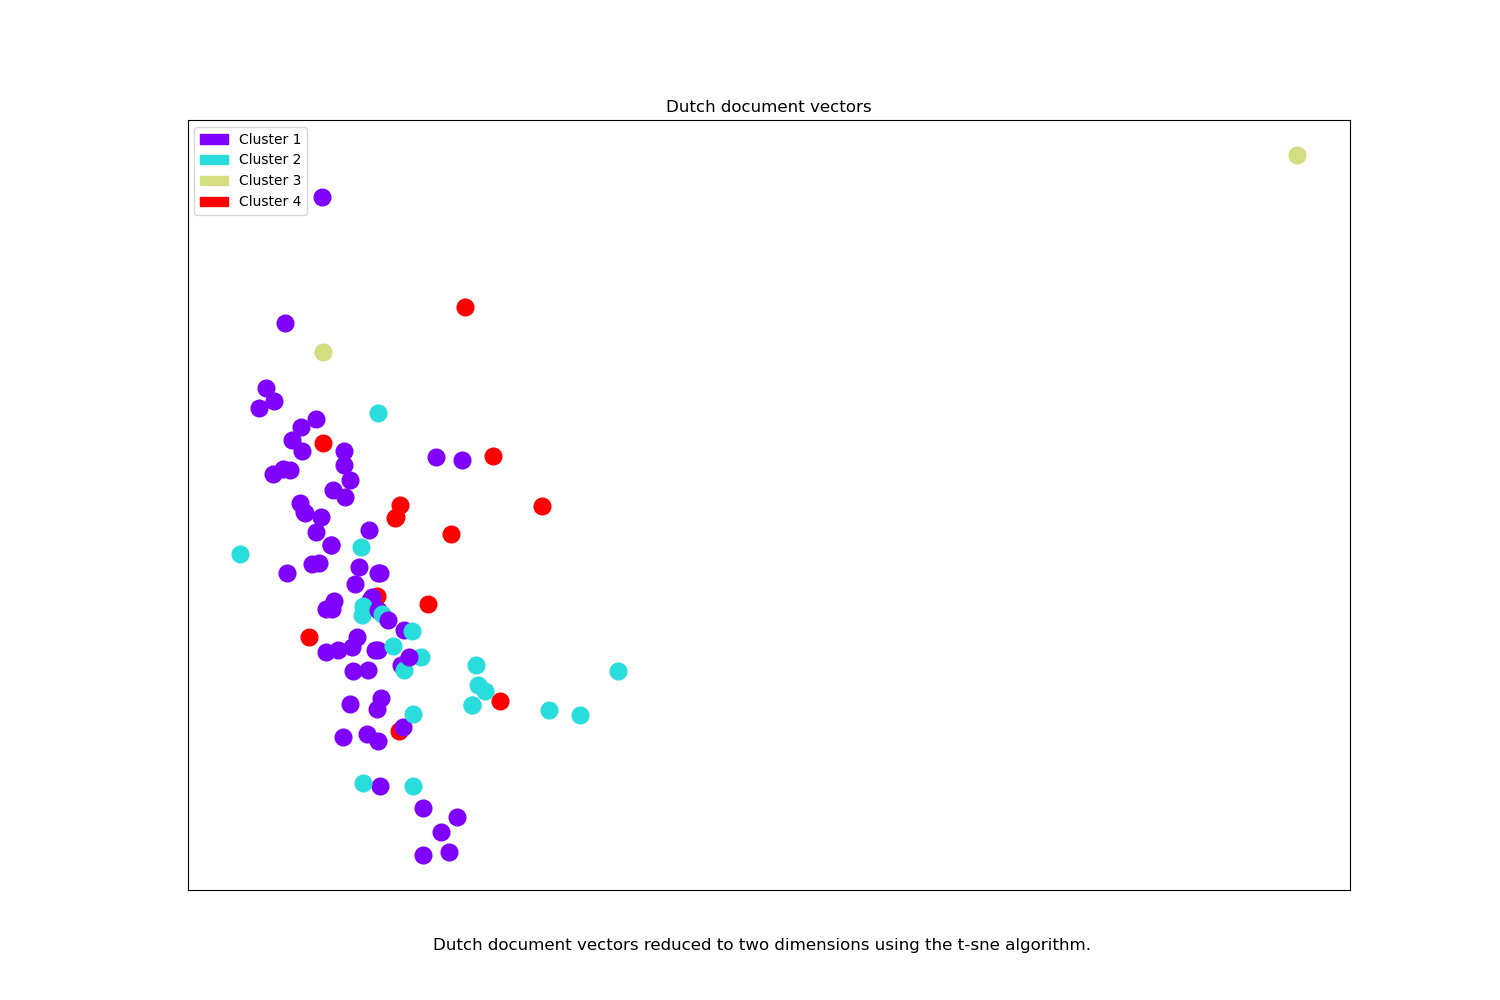 Dutch document vectors
Cluster 1
Cluster 2
Cluster 3
Cluster 4
Dutch document vectors reduced to two dimensions using the t-sne algorithm.